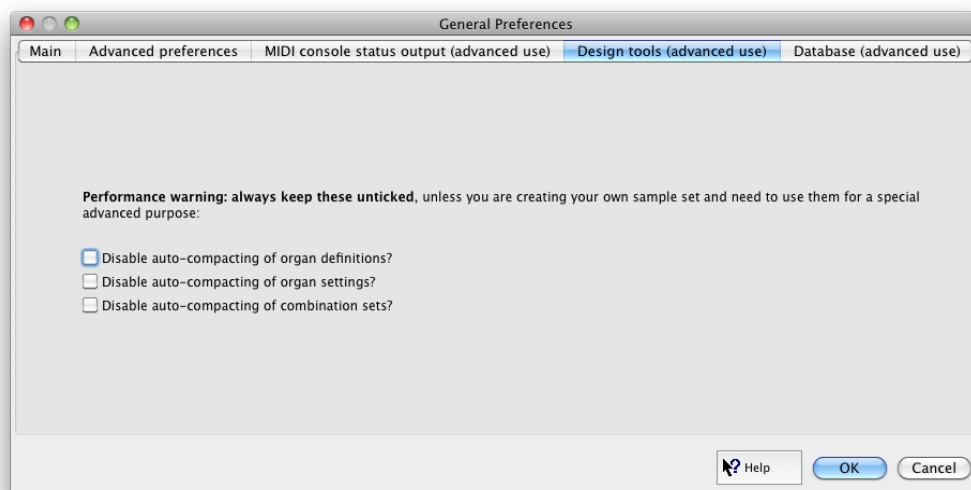 General Preferences
Main
Advanced preferences
MIDI console status output (advanced use)
Design tools (advanced use)
Database (advanced use)
Performance warning: always keep these unticked, unless you are creating your own sample set and need to use them for a special
advanced purpose:
Disable auto-compacting of organ definitions?
Disable auto-compacting of organ settings?
Disable auto-compacting of combination sets?
? Help
OK
Cancel